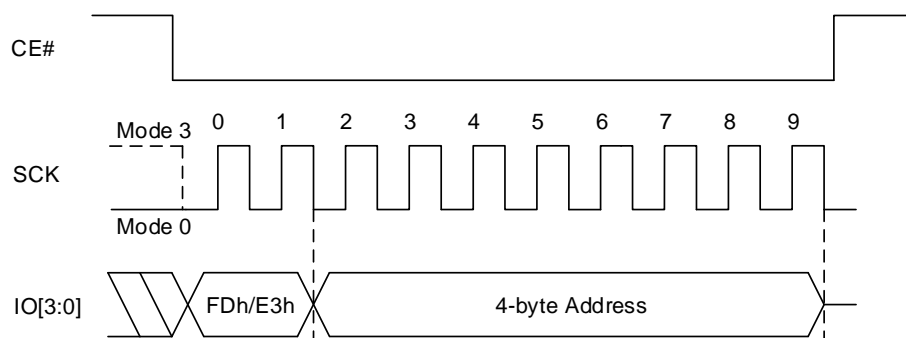 CE#
Mode 3 0 1 2 3 4 5 6 7 8 9
SCK
Mode 0
IO[3:0] FDh/E3h 4-byte Address